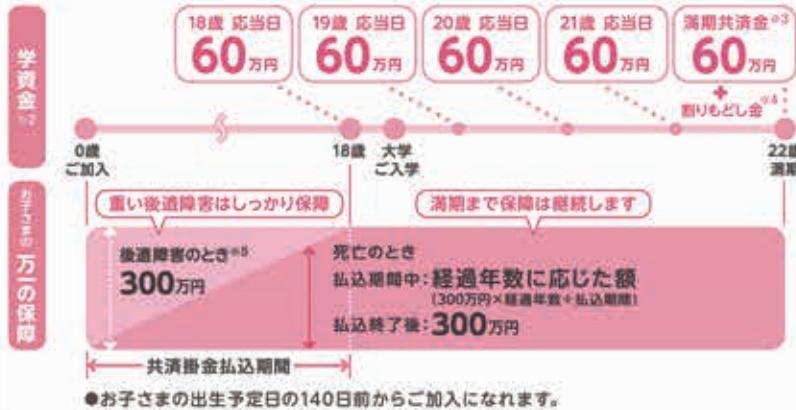 学資金※2
18歳 応当日
60万円
19歳 応当日
60万円
20歳 応当日
60万円
21歳 応当日
60万円
満期共済金※3
60万円
+
割りもどし金※4
0歳
ご加入
18歳
大学
ご入学
22歳
満期
お子さまの万一の保障
重い後遺障害はしっかり保障
満期まで保障は継続します
後遺障害のとき※5
300万円
死亡のとき
払込期間中:経過年数に応じた額
(300万円×経過年数÷払込期間)
払込終了後:300万円
共済掛金払込期間
●お子さまの出生予定日の140日前からご加入になれます。